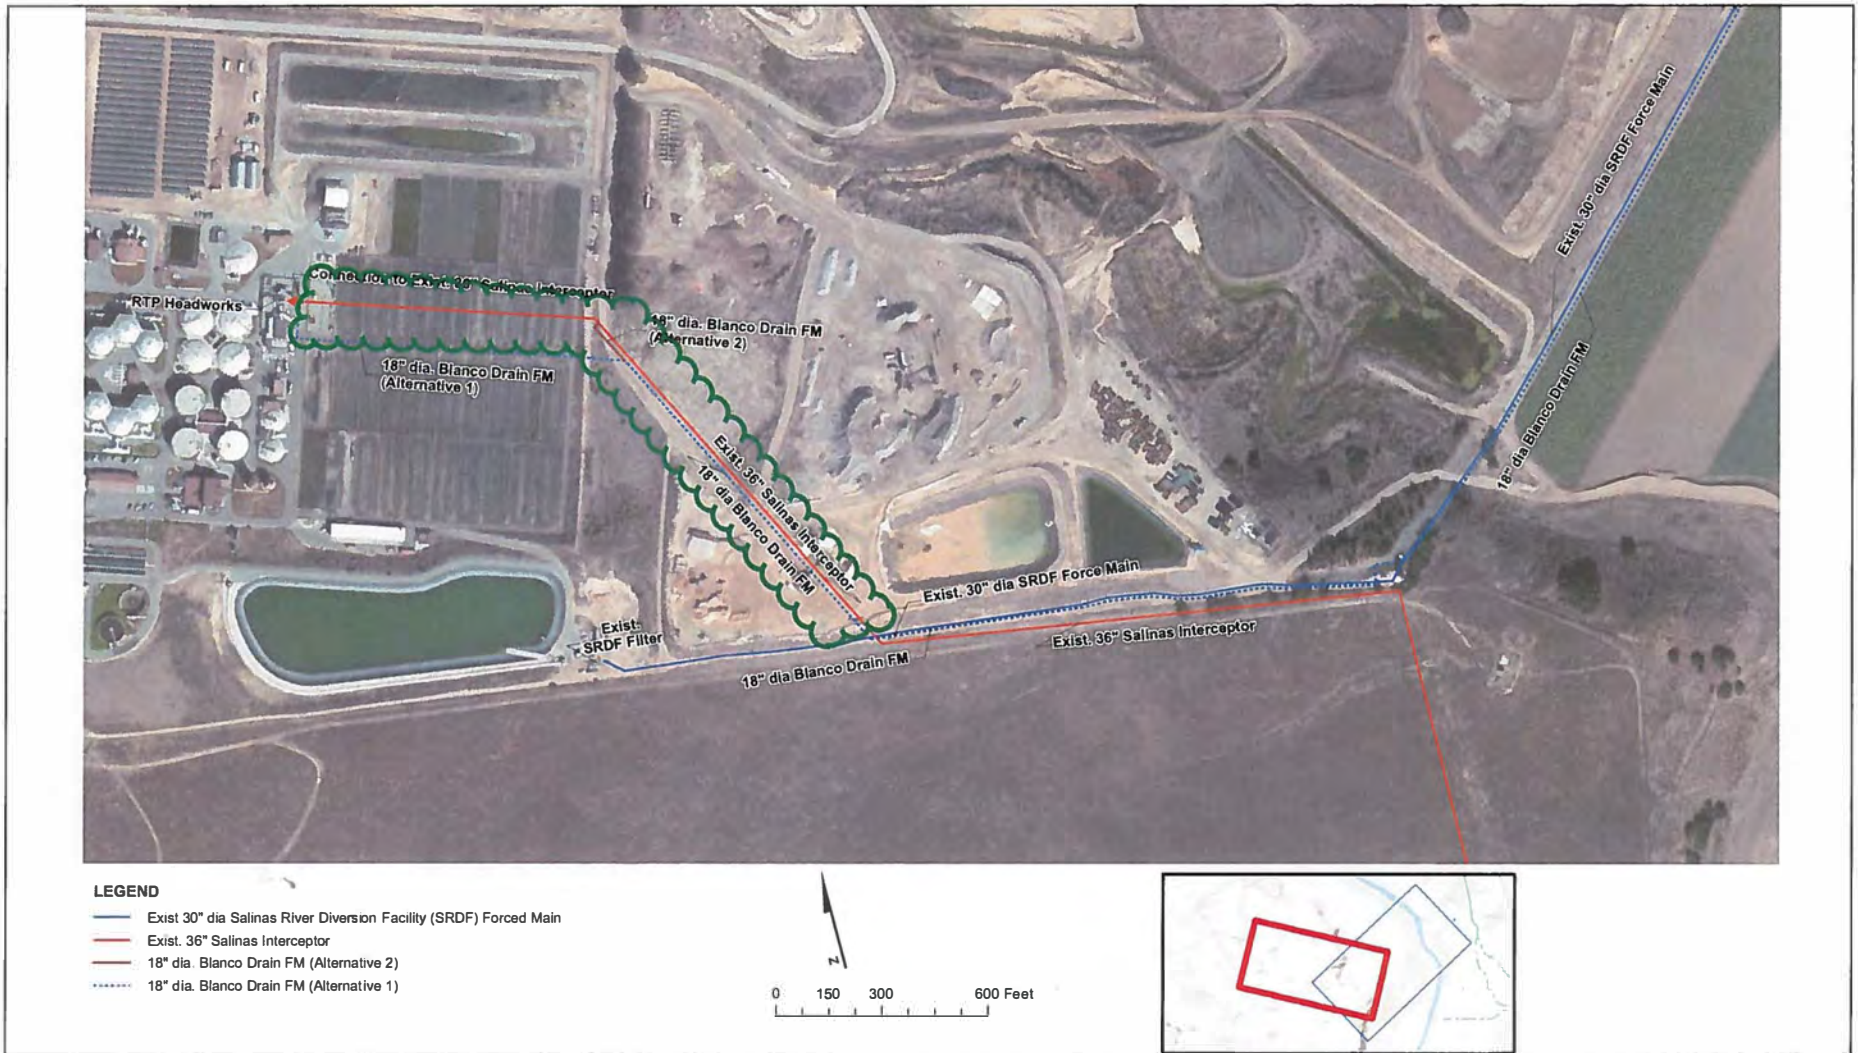 Exist. 30" dia SRDF Force Main
Connection to Exist. 36" Salinas Interceptor
RTP Headworks
18" dia. Blanco Drain FM
(Alternative 2)
18" dia. Blanco Drain FM
(Alternative 1)
18" dia Blanco Drain FM
Exist. 36" Salinas Interceptor
18" dia Blanco Drain FM
Exist. 30" dia SRDF Force Main
Exist.
SRDF Filter
Exist. 36" Salinas Interceptor
18" dia Blanco Drain FM
LEGEND
Exist 30" dia Salinas River Diversion Facility (SRDF) Forced Main
Exist. 36" Salinas Interceptor
18" dia. Blanco Drain FM (Alternative 2)
18" dia. Blanco Drain FM (Alternative 1)
N
0 150 300 600 Feet